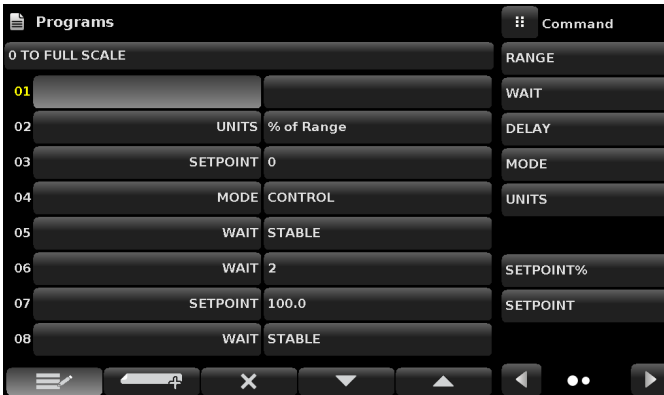 Programs
Command
0 TO FULL SCALE
RANGE
01
WAIT
02 UNITS % of Range
DELAY
03 SETPOINT 0
MODE
04 MODE CONTROL
UNITS
05 WAIT STABLE
06 WAIT 2
SETPOINT%
07 SETPOINT 100.0
SETPOINT
08 WAIT STABLE